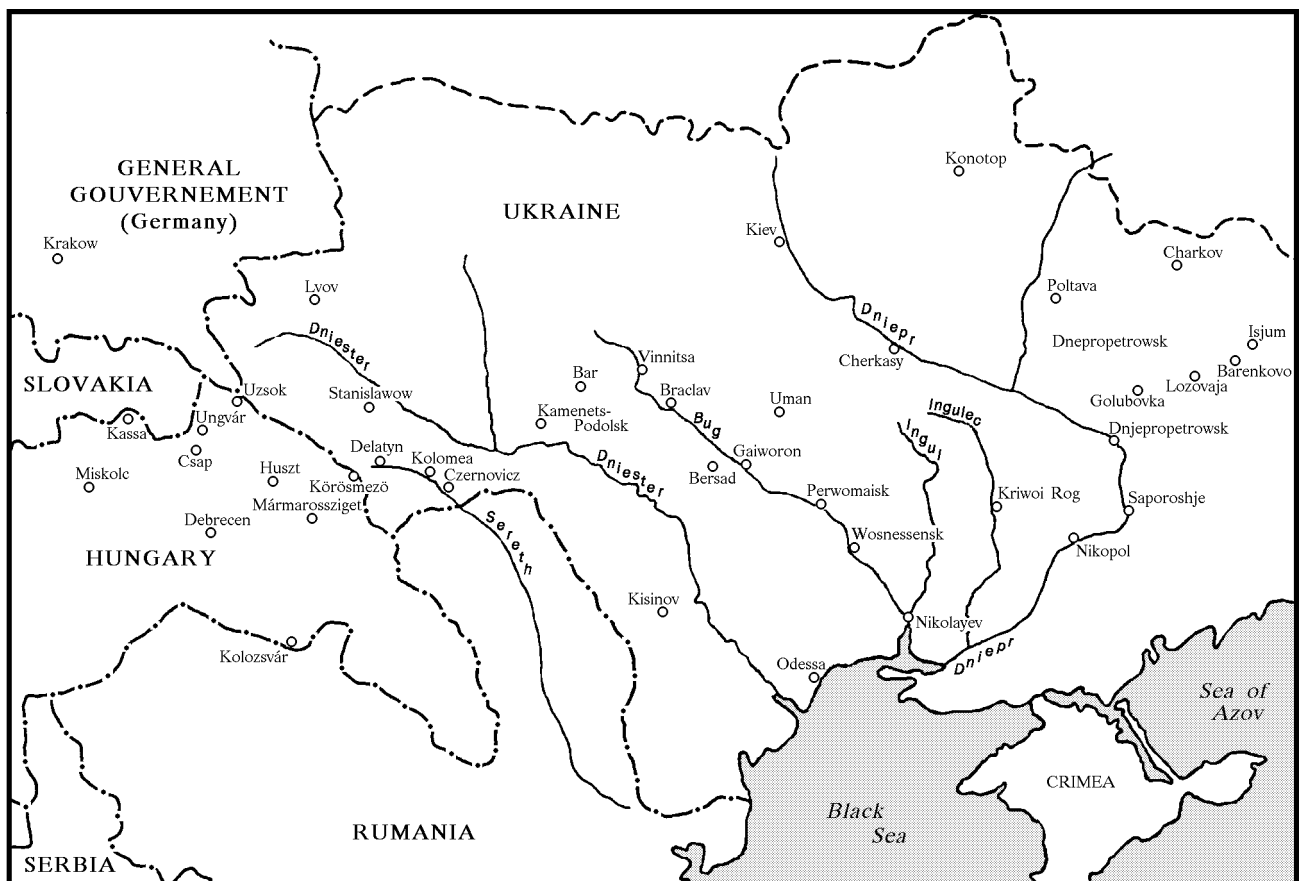 Konotop
GENERAL
GOUVERNEMENT
(Germany)
UKRAINE
Kiev
Krakow
Charkov
Lvov
Poltava
Dniester
Dniepr
Dnepropetrowsk
Isjum
Cherkasy
Vinnitsa
Barenkovo
SLOVAKIA
Uzsok
Bar
Lozovaja
Stanislawow
Braclav
Uman
Golubovka
Ungvár
Kamenets-
Podolsk
Ingulec
Kassa
Bug
Ingul
Dnjepropetrowsk
Delatyn
Csap
Kolomea
Gaiworon
Dniester
Miskolc
Huszt
Czernovicz
Bersad
Körösmezö
Perwomaisk
Kriwoi Rog
Saporoshje
Mármarossziget
Debrecen
Sereth
Wosnessensk
Nikopol
HUNGARY
Kisinov
Nikolayev
Kolozsvár
Odessa
Dniepr
Sea of
Azov
CRIMEA
Black
Sea
RUMANIA
SERBIA